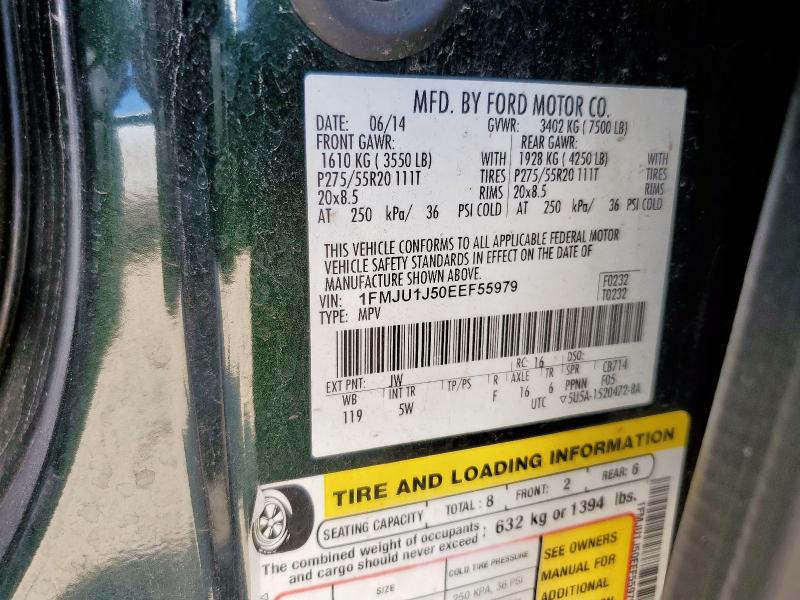 MFD. BY FORD MOTOR CO.
DATE: 06/14 GVWR: 3402 KG ( 7500 LB)
FRONT GAWR: REAR GAWR:
1610 KG ( 3550 LB) WITH 1928 KG ( 4250 LB) WITH
P275/55R20 111T TIRES P275/55R20 111T TIRES
20x8.5 RIMS 20x8.5 RIMS
AT 250 kPa/ 36 PSI COLD AT 250 kPa/ 36 PSI COLD
THIS VEHICLE CONFORMS TO ALL APPLICABLE FEDERAL MOTOR
VEHICLE SAFETY STANDARDS IN EFFECT ON THE DATE OF
MANUFACTURE SHOWN ABOVE.
VIN: 1FMJU1J50EEF55979 F0232
TYPE: MPV T0232
EXT PNT: JW RC: 16 DSO:
WB INT TR TP/PS R AXLE TR SPR CB714
119 5W F 16 6 PPNN F05
UTC ▽5U5A-1520472-BA
TIRE AND LOADING INFORMATION
SEATING CAPACITY TOTAL : 8 FRONT: 2 REAR: 6
The combined weight of occupants
and cargo should never exceed : 632 kg or 1394 lbs.
SIZE COLD TIRE PRESSURE SEE OWNERS
250 KPA, 36 PSI MANUAL FOR
ADDITIONAL